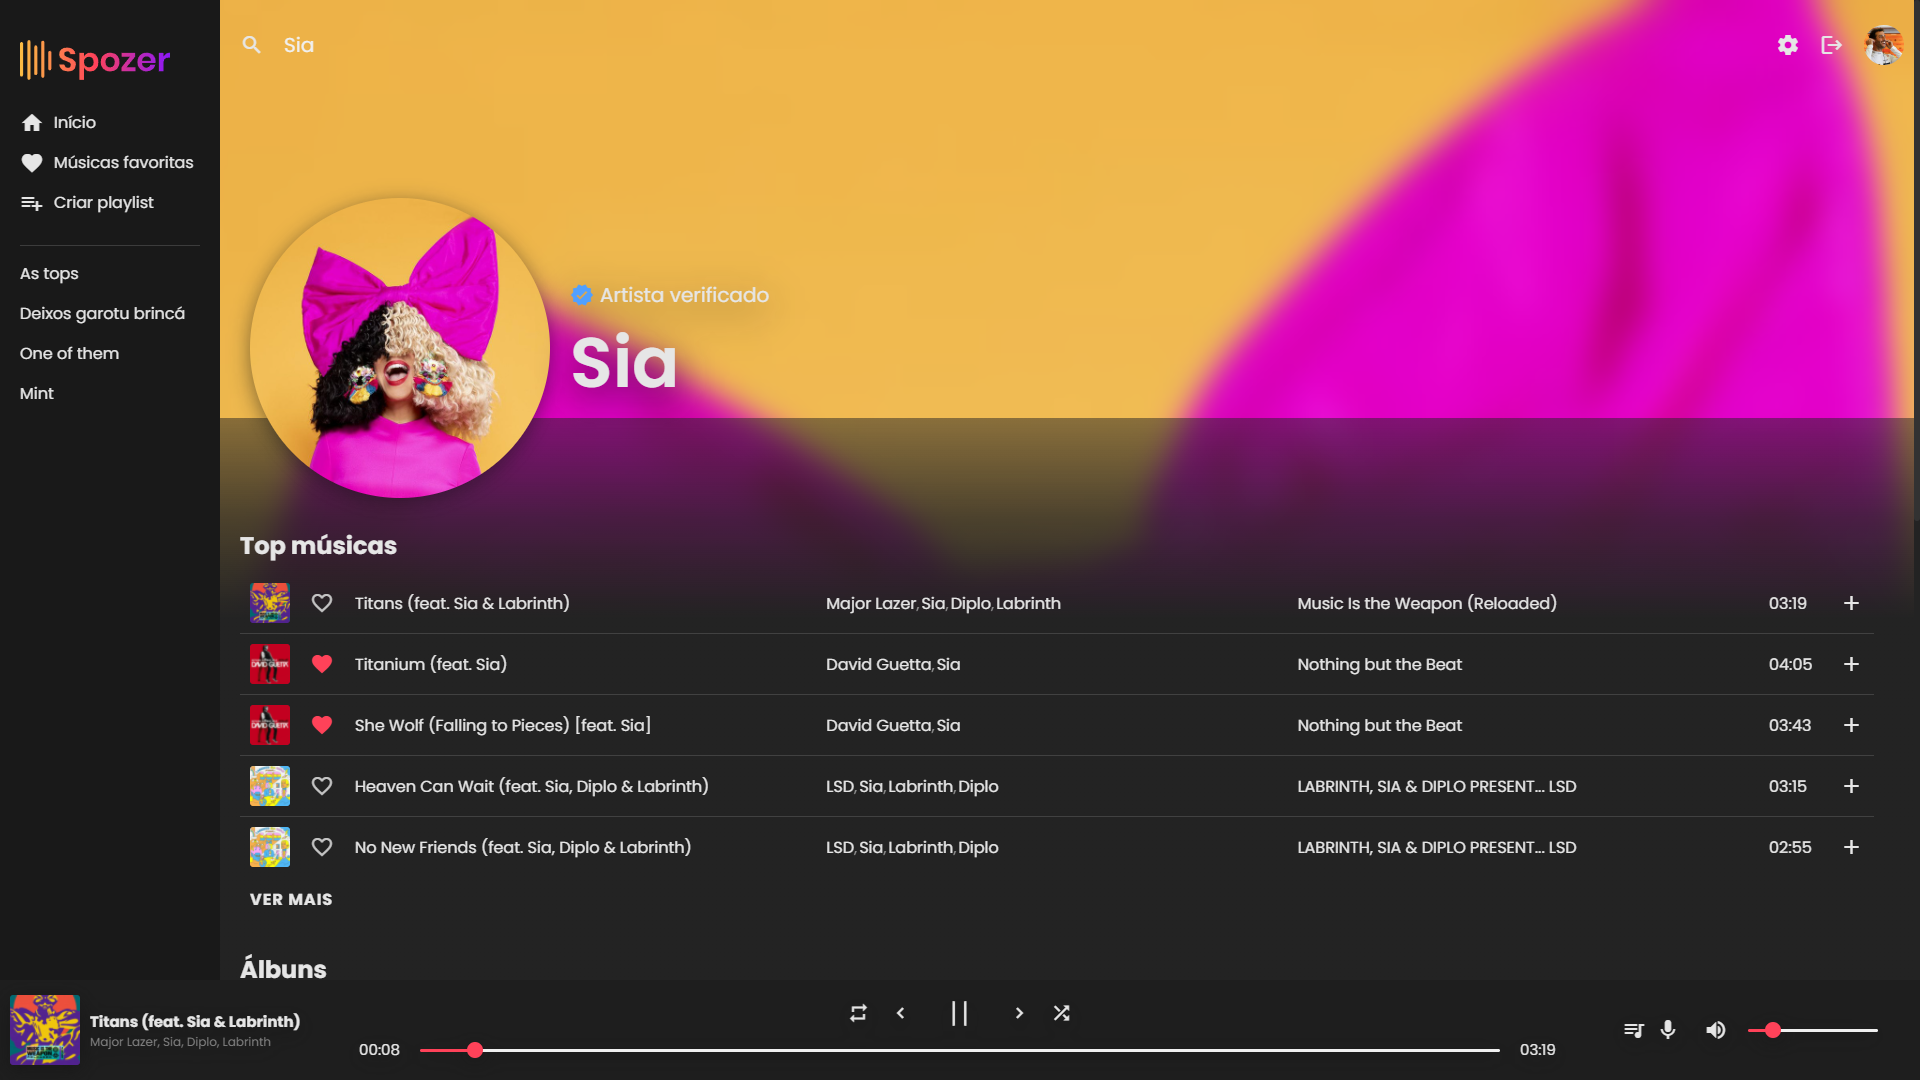 Spozer
Início
Músicas favoritas
Criar playlist
As tops
Deixos garotu brincá
One of them
Mint
Sia
Artista verificado
Sia
Top músicas
Titans (feat. Sia & Labrinth) Major Lazer, Sia, Diplo, Labrinth Music Is the Weapon (Reloaded) 03:19
DAVID GUETTA Titanium (feat. Sia) David Guetta, Sia Nothing but the Beat 04:05
DAVID GUETTA She Wolf (Falling to Pieces) [feat. Sia] David Guetta, Sia Nothing but the Beat 03:43
Heaven Can Wait (feat. Sia, Diplo & Labrinth) LSD, Sia, Labrinth, Diplo LABRINTH, SIA & DIPLO PRESENT... LSD 03:15
No New Friends (feat. Sia, Diplo & Labrinth) LSD, Sia, Labrinth, Diplo LABRINTH, SIA & DIPLO PRESENT... LSD 02:55
VER MAIS
Álbuns
Titans (feat. Sia & Labrinth)
Major Lazer, Sia, Diplo, Labrinth
00:08 03:19